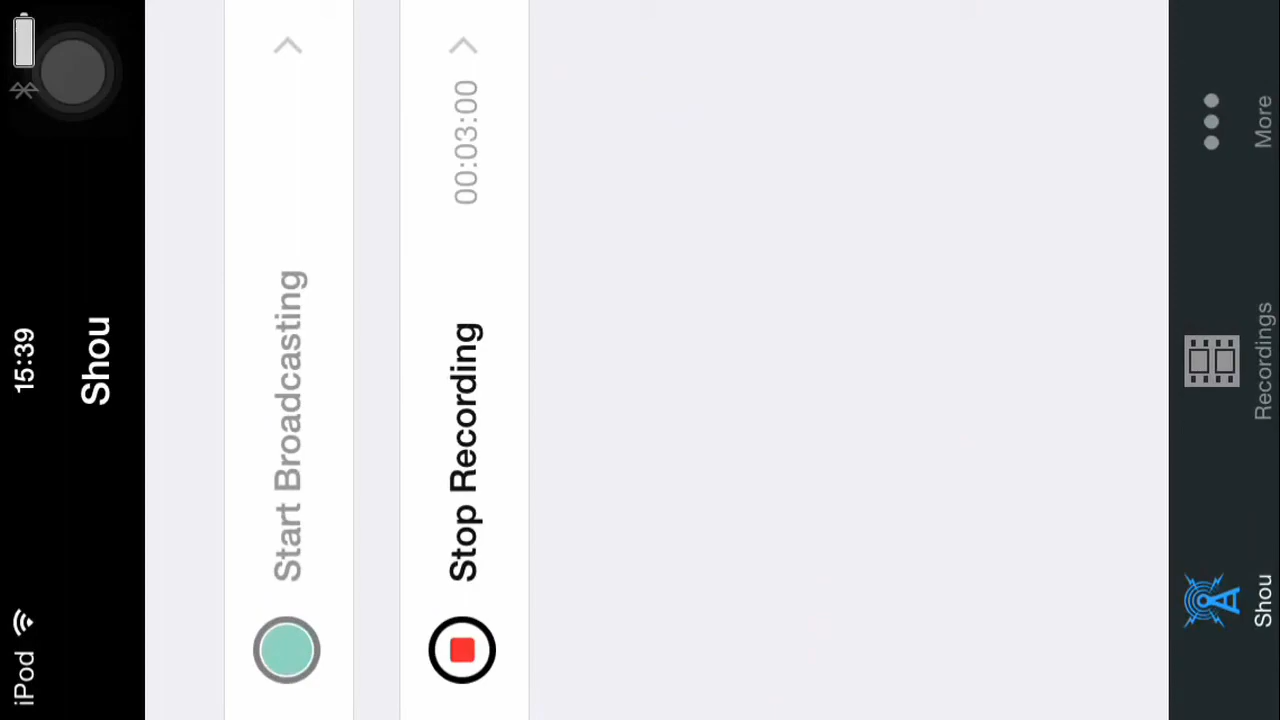 iPod 15:39
Shou
Start Broadcasting
Stop Recording 00:03:00
Shou Recordings More